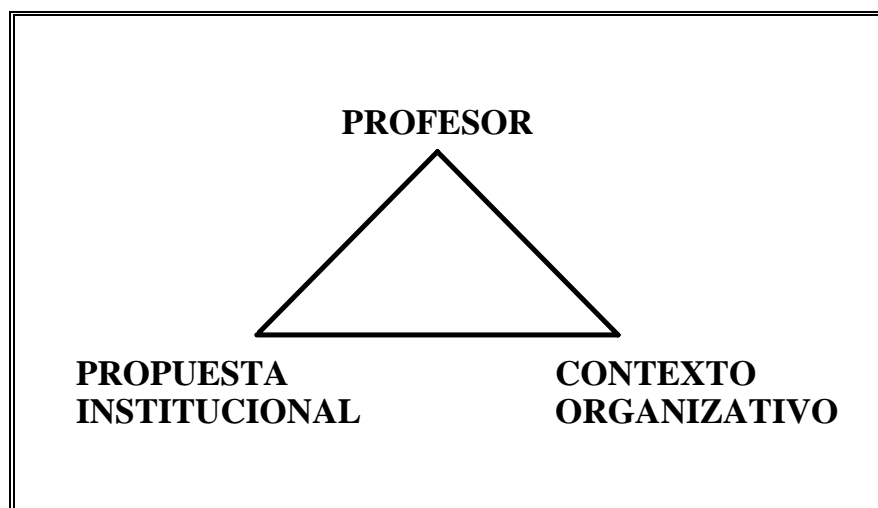 PROFESOR
PROPUESTA
INSTITUCIONAL
CONTEXTO
ORGANIZATIVO